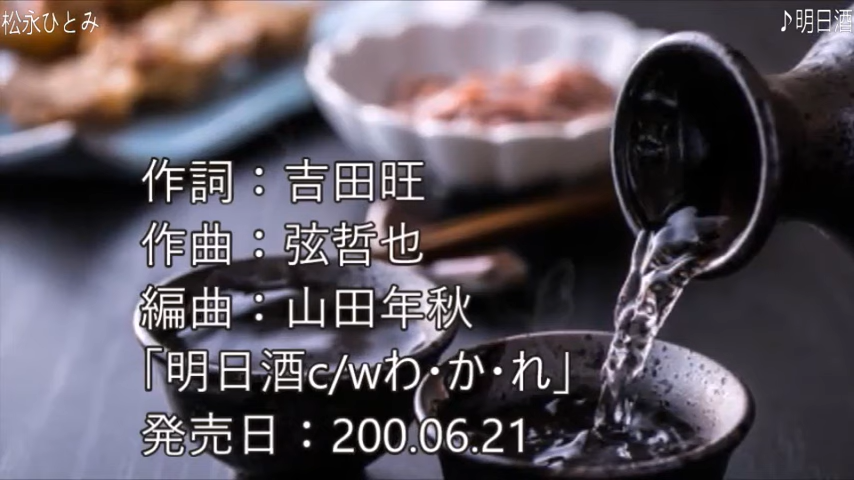 松永ひとみ
♪明日酒
作詞：吉田旺
作曲：弦哲也
編曲：山田年秋
「明日酒c/wわ・か・れ」
発売日：200.06.21